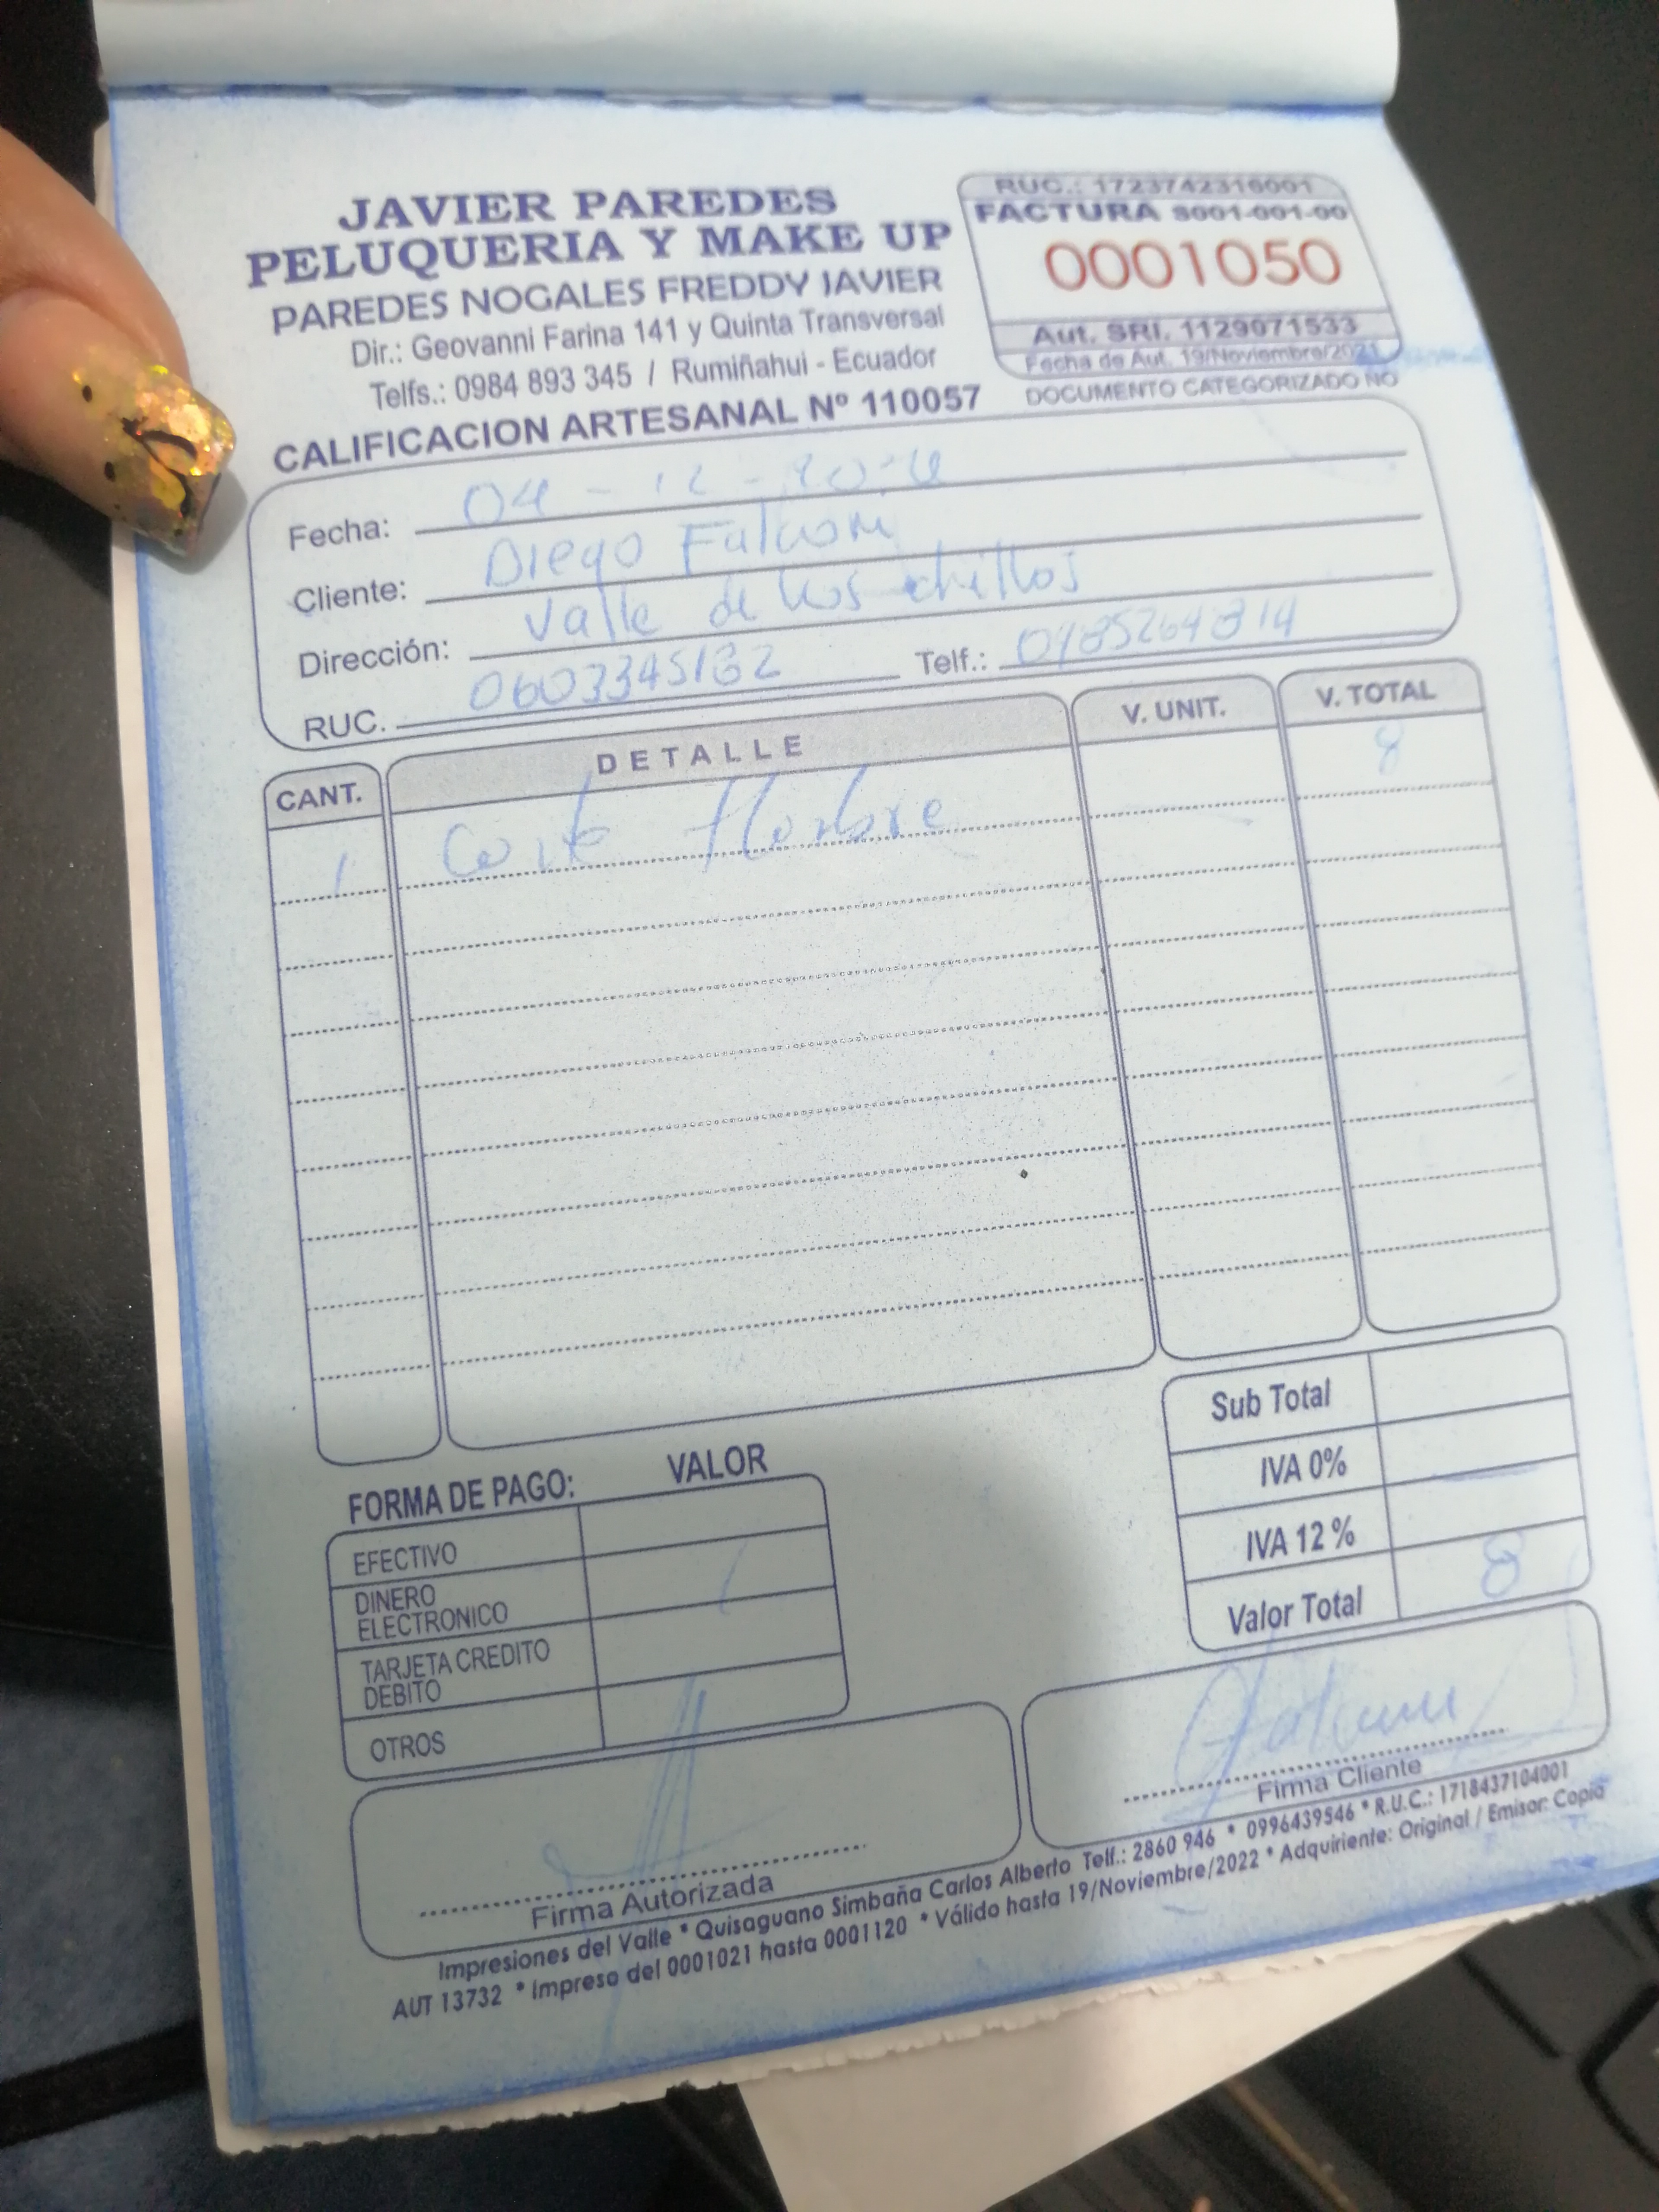 JAVIER PAREDES
PELUQUERIA Y MAKE UP
PAREDES NOGALES FREDDY JAVIER
Dir.: Geovanni Farina 141 y Quinta Transversal
Telfs.: 0984 893 345 / Rumiñahui - Ecuador
CALIFICACION ARTESANAL Nº 110057
RUC.: 1723742316001
FACTURA S001-001-00
0001050
Aut. SRI. 1129071533
Fecha de Aut. 19/Noviembre/2021
DOCUMENTO CATEGORIZADO NO
Fecha: 04 - 12 -
Cliente: Diego Falconi
Dirección: Valle de los chillos
RUC. Telf.:
CANT. DETALLE V. UNIT. V. TOTAL
1 Corte Hombre 8
FORMA DE PAGO: VALOR
EFECTIVO
DINERO
ELECTRONICO
TARJETA CREDITO
DEBITO
OTROS
Sub Total
IVA 0%
IVA 12 %
Valor Total 8
Firma Autorizada
Firma Cliente
Impresiones del Valle * Quisaguano Simbaña Carlos Alberto Telf.: 2860 946 * 0996439546 * R.U.C.: 1718437104001
AUT 13732 * Impreso del 0001021 hasta 0001120 * Válido hasta 19/Noviembre/2022 * Adquiriente: Original / Emisor: Copia